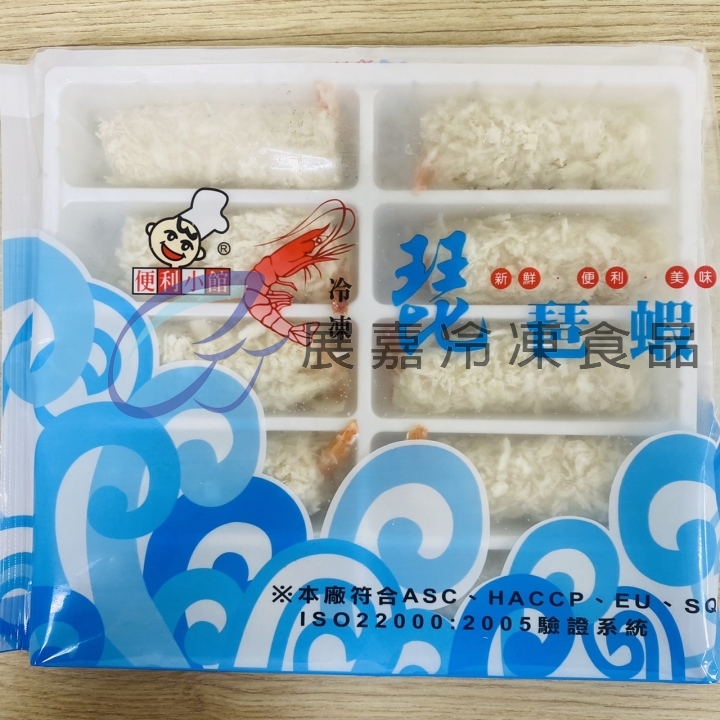 便利小館
®
冷凍
琵琶蝦
新鮮・便利・美味
展嘉冷凍食品
※本廠符合ASC、HACCP、EU、SQ
ISO22000:2005驗證系統